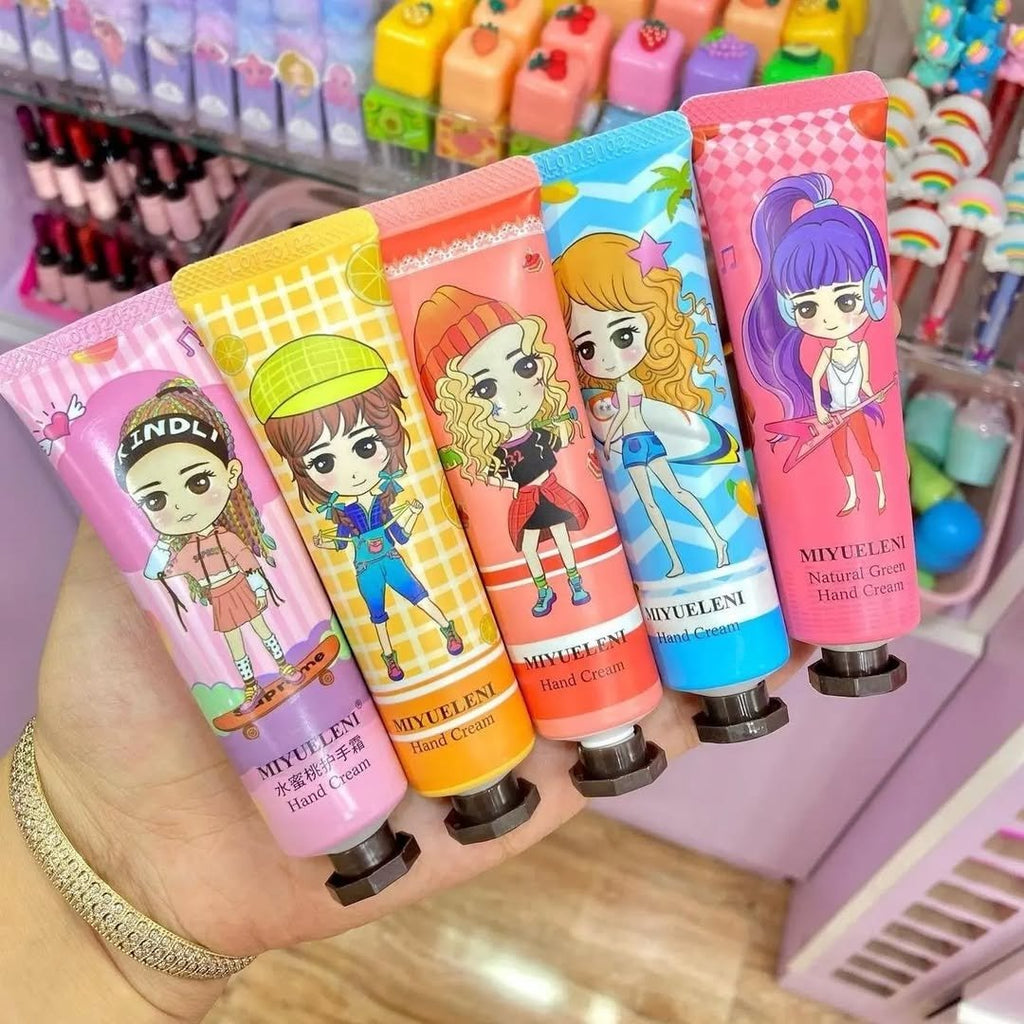 KINDLI
MIYUELENI®
水蜜桃护手霜
Hand Cream
MIYUELENI
Hand Cream
32
MIYUELENI
Hand Cream
MIYUELENI
Hand Cream
MIYUELENI
Natural Green
Hand Cream